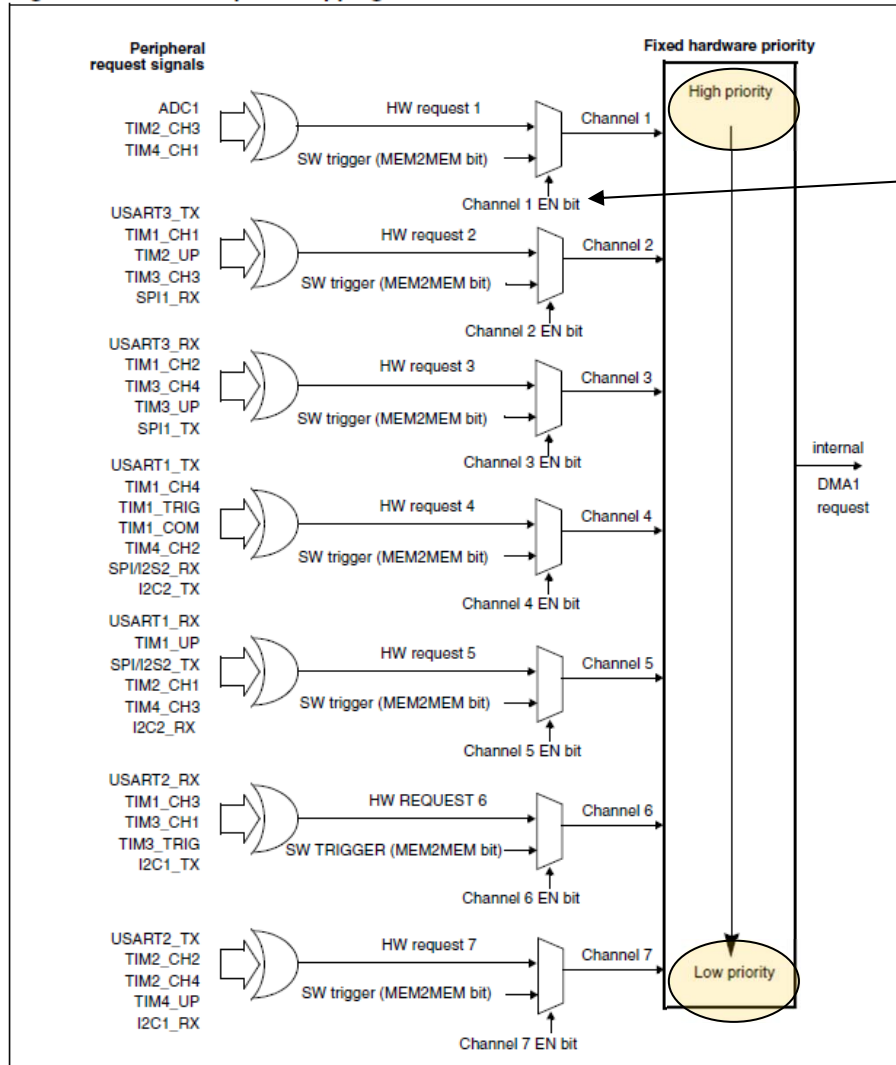 Peripheral
request signals
Fixed hardware priority
High priority
ADC1
TIM2_CH3
TIM4_CH1
HW request 1
SW trigger (MEM2MEM bit)
Channel 1
Channel 1 EN bit
USART3_TX
TIM1_CH1
TIM2_UP
TIM3_CH3
SPI1_RX
HW request 2
SW trigger (MEM2MEM bit)
Channel 2
Channel 2 EN bit
USART3_RX
TIM1_CH2
TIM3_CH4
TIM3_UP
SPI1_TX
HW request 3
SW trigger (MEM2MEM bit)
Channel 3
Channel 3 EN bit
internal
DMA1
request
USART1_TX
TIM1_CH4
TIM1_TRIG
TIM1_COM
TIM4_CH2
SPI/I2S2_RX
I2C2_TX
HW request 4
SW trigger (MEM2MEM bit)
Channel 4
Channel 4 EN bit
USART1_RX
TIM1_UP
SPI/I2S2_TX
TIM2_CH1
TIM4_CH3
I2C2_RX
HW request 5
SW trigger (MEM2MEM bit)
Channel 5
Channel 5 EN bit
USART2_RX
TIM1_CH3
TIM3_CH1
TIM3_TRIG
I2C1_TX
HW REQUEST 6
SW TRIGGER (MEM2MEM bit)
Channel 6
Channel 6 EN bit
USART2_TX
TIM2_CH2
TIM2_CH4
TIM4_UP
I2C1_RX
HW request 7
SW trigger (MEM2MEM bit)
Channel 7
Channel 7 EN bit
Low priority